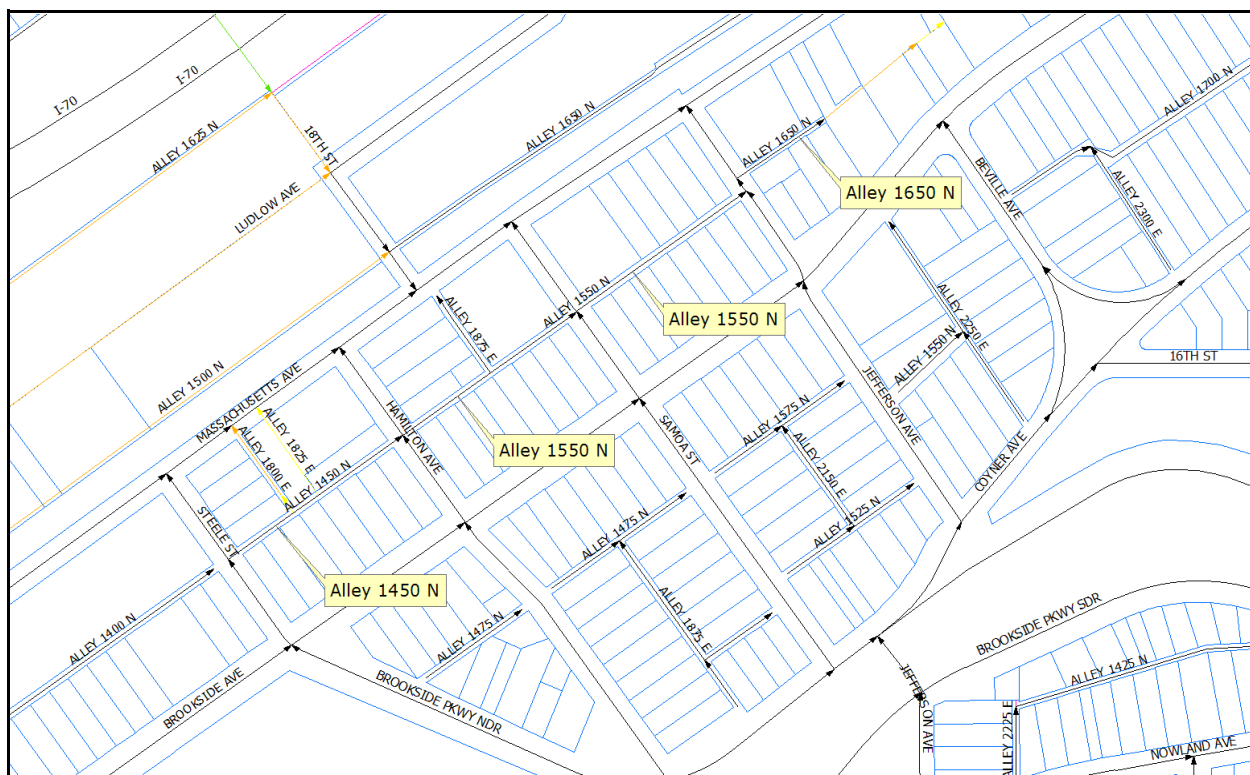 I-70
I-70
ALLEY 1625 N
18TH ST
ALLEY 1650 N
ALLEY 1700 N
ALLEY 1650 N
Alley 1650 N
BEVILLE AVE
ALLEY 2300 E
LUDLOW AVE
ALLEY 1550 N
Alley 1550 N
ALLEY 1875 E
ALLEY 2250 E
ALLEY 1550 N
16TH ST
ALLEY 1500 N
MASSACHUSETTS AVE
HAMILTON AVE
JEFFERSON AVE
ALLEY 1825 E
ALLEY 1800 E
ALLEY 1450 N
Alley 1550 N
SAMOA ST
ALLEY 1575 N
ALLEY 2150 E
COYNER AVE
STEELE ST
ALLEY 1475 N
ALLEY 1525 N
Alley 1450 N
ALLEY 1400 N
ALLEY 1475 N
ALLEY 1875 E
BROOKSIDE PKWY SDR
BROOKSIDE AVE
BROOKSIDE PKWY NDR
JEFFERSON AVE
ALLEY 1425 N
ALLEY 2225 E
NOWLAND AVE